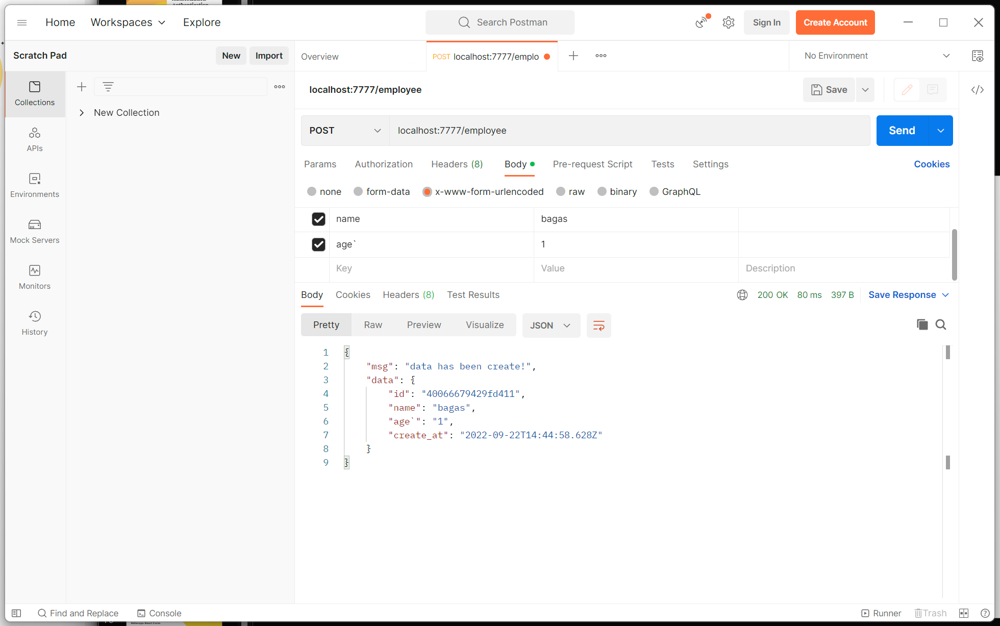 Authentication
Home Workspaces Explore Search Postman Sign In Create Account
Scratch Pad New Import Overview POST localhost:7777/emplo No Environment
Collections
New Collection
APIs
Environments
Mock Servers
Monitors
History
localhost:7777/employee Save </>
POST localhost:7777/employee Send
Params Authorization Headers (8) Body Pre-request Script Tests Settings Cookies
none form-data x-www-form-urlencoded raw binary GraphQL
name bagas
age` 1
Key Value Description
Body Cookies Headers (8) Test Results 200 OK 80 ms 397 B Save Response
Pretty Raw Preview Visualize JSON
1 {
2 "msg": "data has been create!",
3 "data": {
4 "id": "40066679429fd411",
5 "name": "bagas",
6 "age`": "1",
7 "create_at": "2022-09-22T14:44:58.628Z"
8 }
9 }
Find and Replace Console Runner Trash
Beberapa React Form